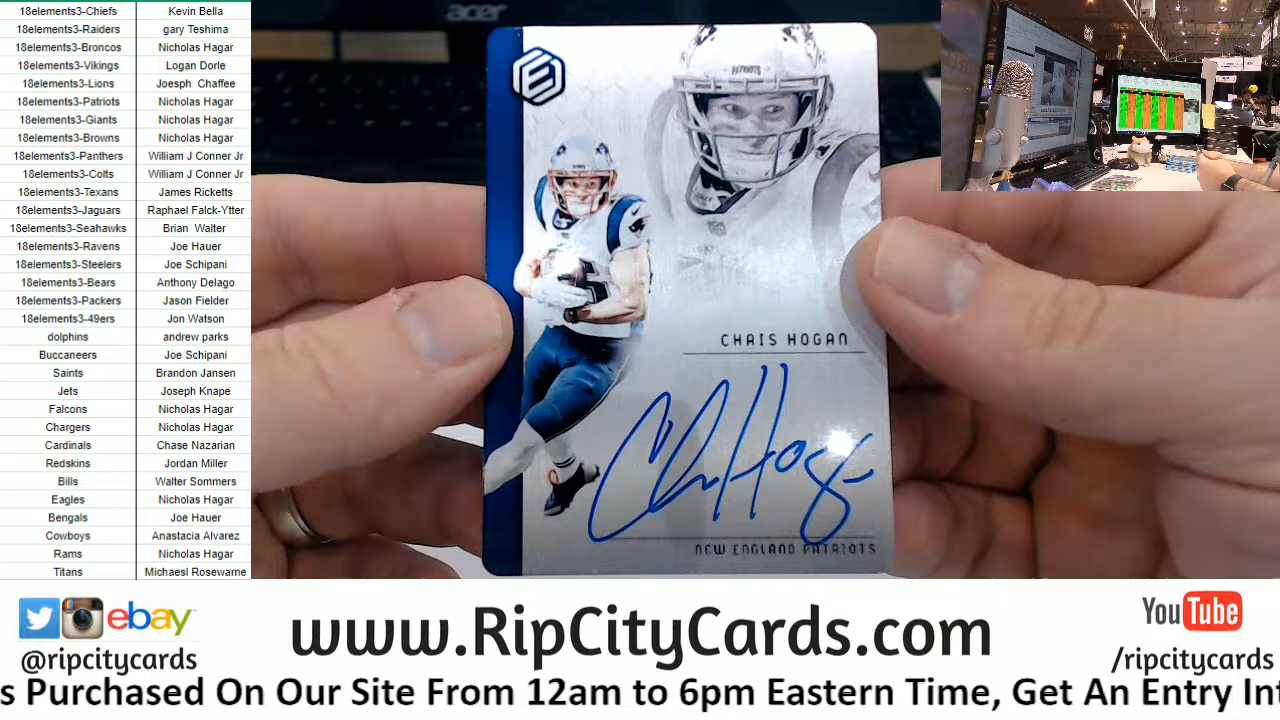 18elements3-Chiefs Kevin Bella
18elements3-Raiders gary Teshima
18elements3-Broncos Nicholas Hagar
18elements3-Vikings Logan Dorle
18elements3-Lions Joesph Chaffee
18elements3-Patriots Nicholas Hagar
18elements3-Giants Nicholas Hagar
18elements3-Browns Nicholas Hagar
18elements3-Panthers William J Conner Jr
18elements3-Colts William J Conner Jr
18elements3-Texans James Ricketts
18elements3-Jaguars Raphael Falck-Ytter
18elements3-Seahawks Brian Walter
18elements3-Ravens Joe Hauer
18elements3-Steelers Joe Schipani
18elements3-Bears Anthony Delago
18elements3-Packers Jason Fielder
18elements3-49ers Jon Watson
dolphins andrew parks
Buccaneers Joe Schipani
Saints Brandon Jansen
Jets Joseph Knape
Falcons Nicholas Hagar
Chargers Nicholas Hagar
Cardinals Chase Nazarian
Redskins Jordan Miller
Bills Walter Sommers
Eagles Nicholas Hagar
Bengals Joe Hauer
Cowboys Anastacia Alvarez
Rams Nicholas Hagar
Titans Michaesl Rosewarne
acer
E
PATRIOTS
CHRIS HOGAN
NEW ENGLAND PATRIOTS
ebay
@ripcitycards
www.RipCityCards.com
YouTube
/ripcitycards
s Purchased On Our Site From 12am to 6pm Eastern Time, Get An Entry Int